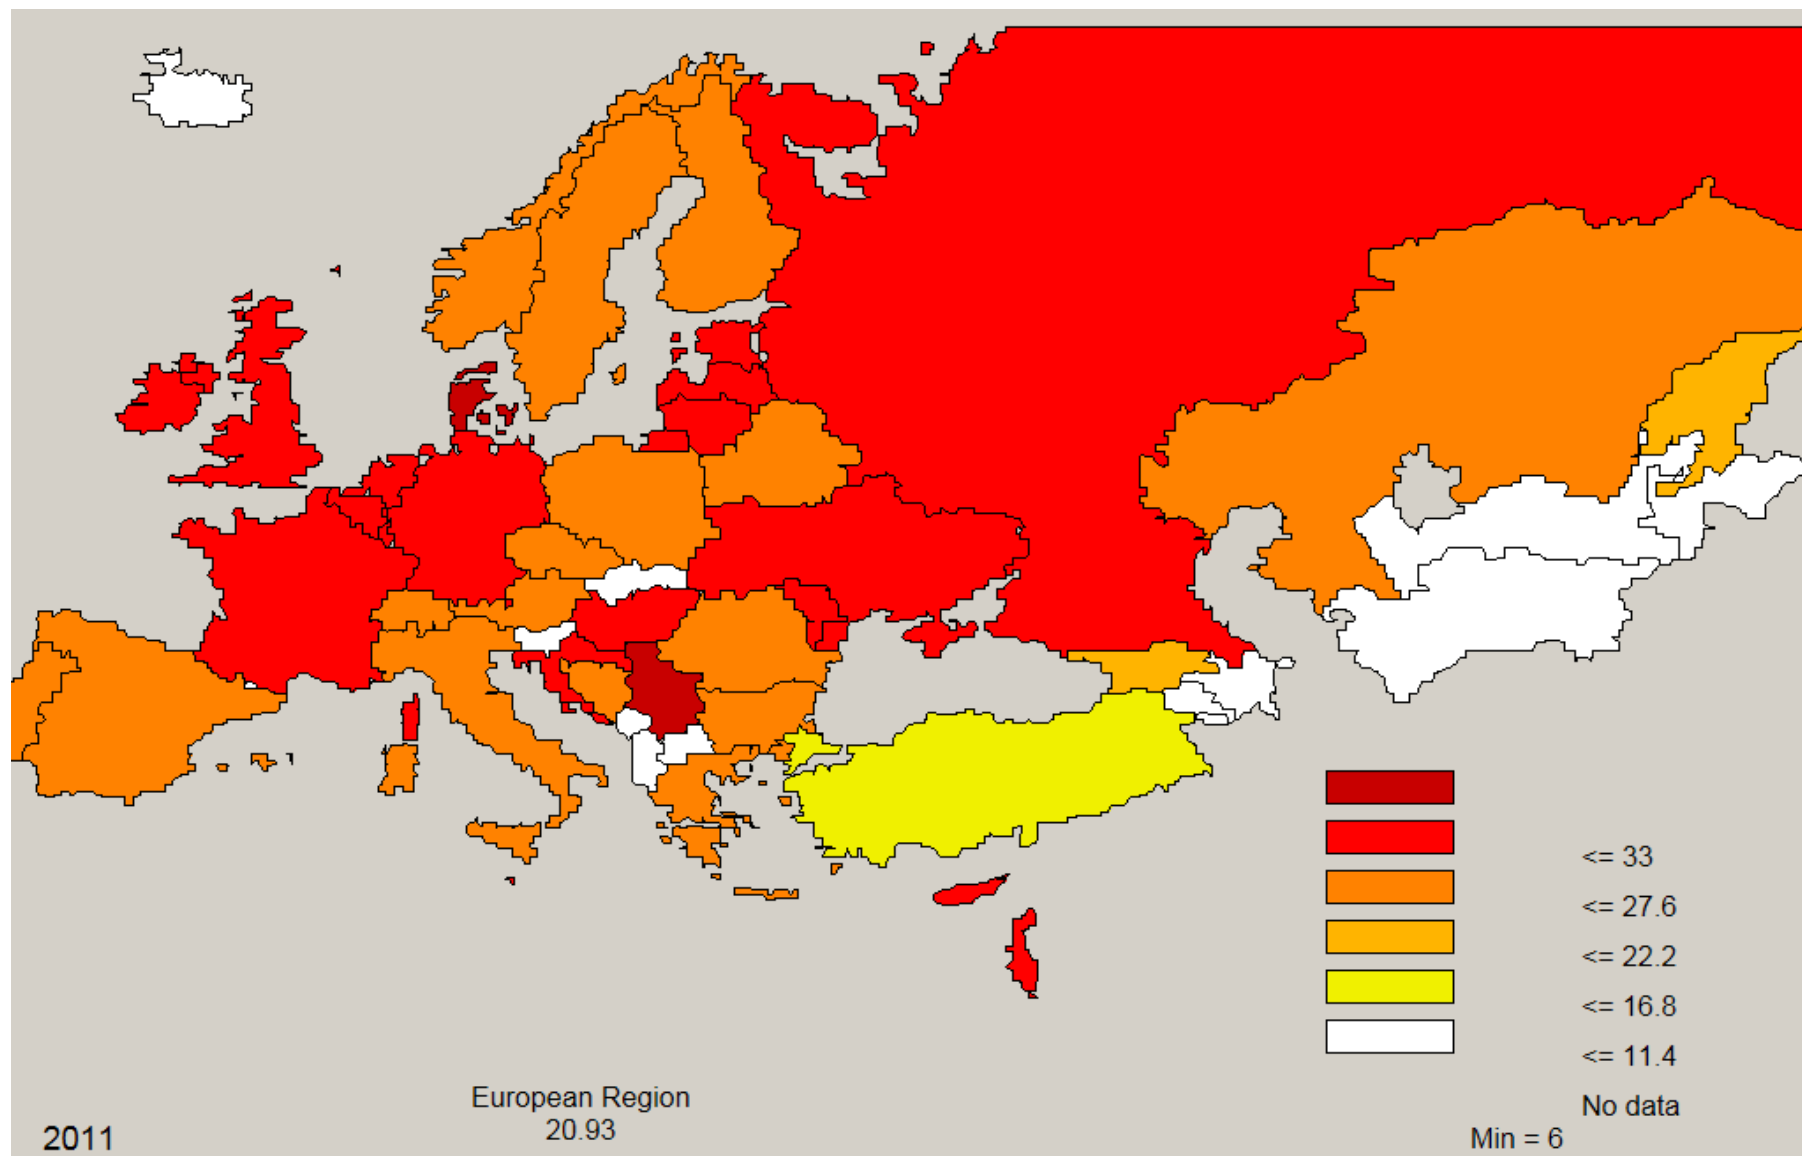 <= 33
<= 27.6
<= 22.2
<= 16.8
<= 11.4
No data
European Region
20.93
2011
Min = 6